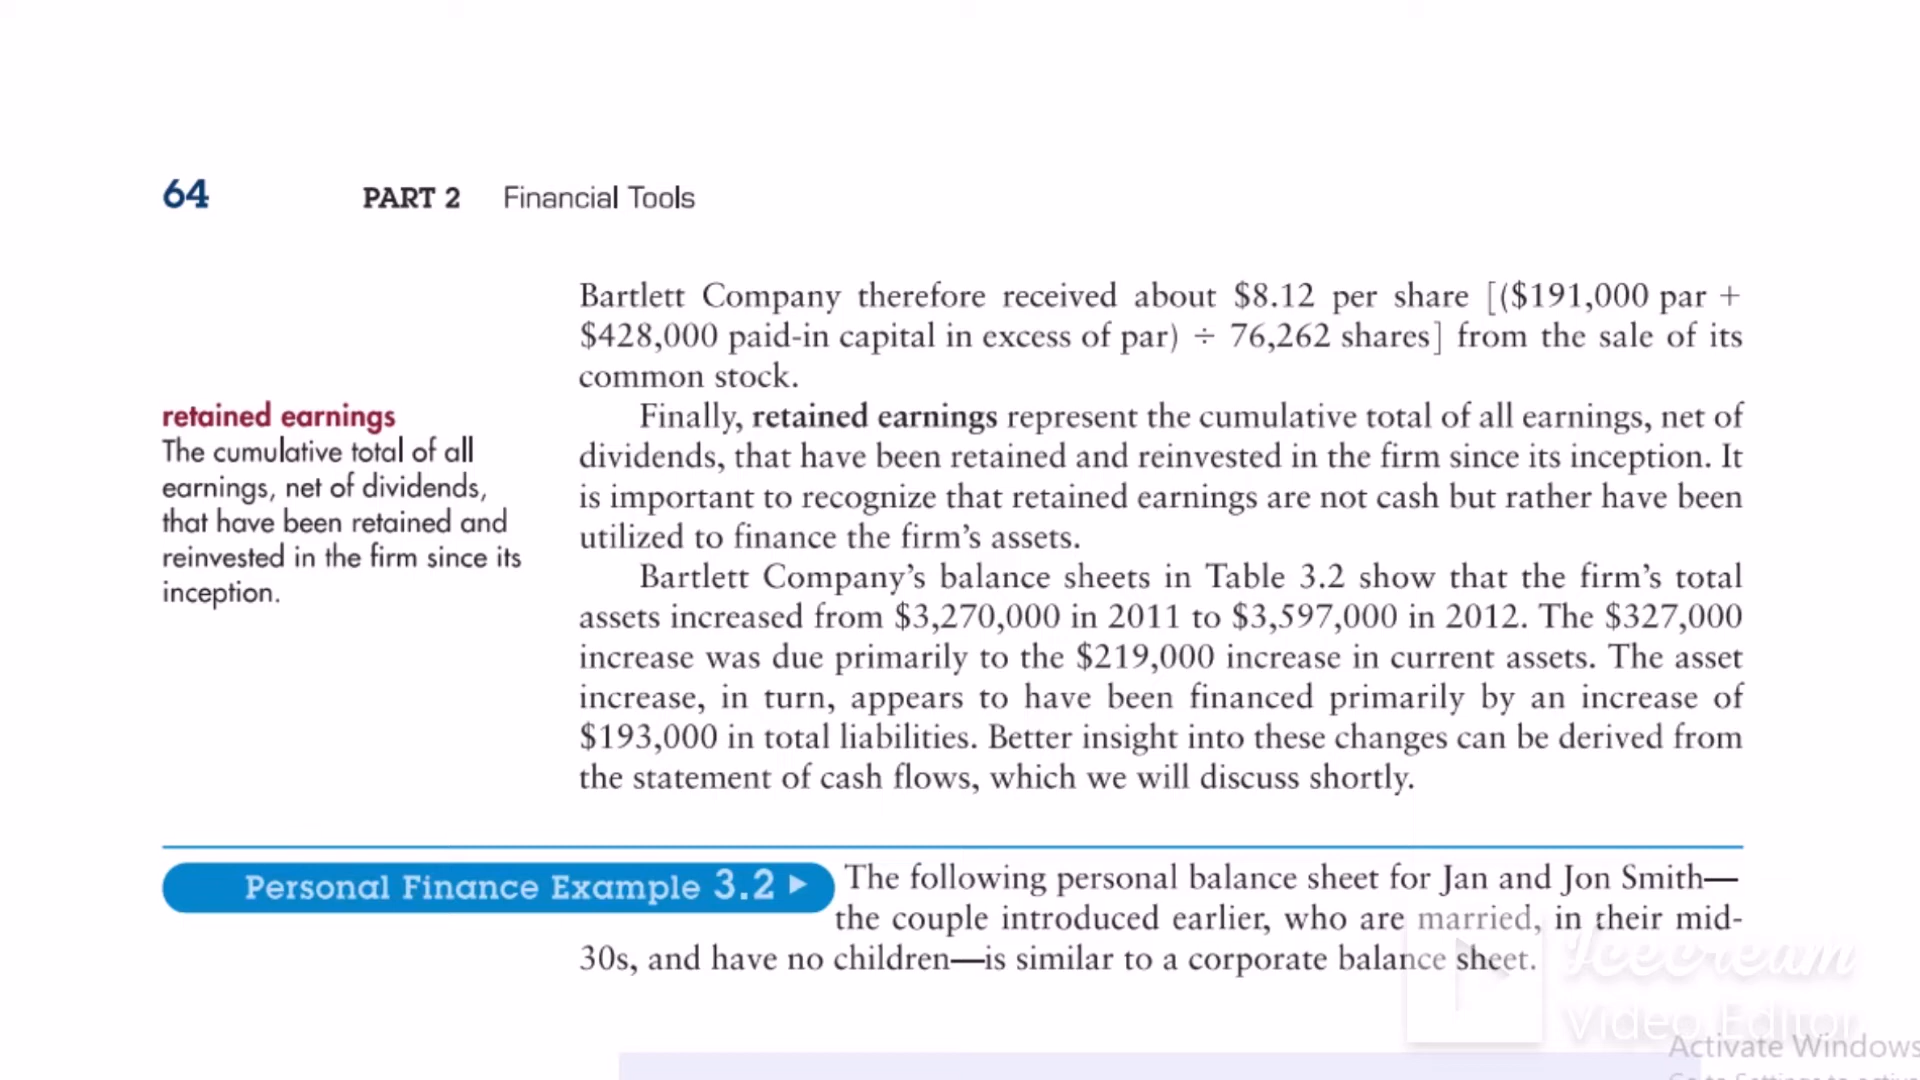 64 PART 2 Financial Tools
Bartlett Company therefore received about $8.12 per share [($191,000 par +
$428,000 paid-in capital in excess of par) ÷ 76,262 shares] from the sale of its
common stock.
retained earnings
The cumulative total of all
earnings, net of dividends,
that have been retained and
reinvested in the firm since its
inception.
Finally, retained earnings represent the cumulative total of all earnings, net of
dividends, that have been retained and reinvested in the firm since its inception. It
is important to recognize that retained earnings are not cash but rather have been
utilized to finance the firm's assets.
Bartlett Company's balance sheets in Table 3.2 show that the firm's total
assets increased from $3,270,000 in 2011 to $3,597,000 in 2012. The $327,000
increase was due primarily to the $219,000 increase in current assets. The asset
increase, in turn, appears to have been financed primarily by an increase of
$193,000 in total liabilities. Better insight into these changes can be derived from
the statement of cash flows, which we will discuss shortly.
Personal Finance Example 3.2 ▶ The following personal balance sheet for Jan and Jon Smith—
the couple introduced earlier, who are married, in their mid-
30s, and have no children—is similar to a corporate balance sheet.
Icecream
Video Editor
Activate Windows